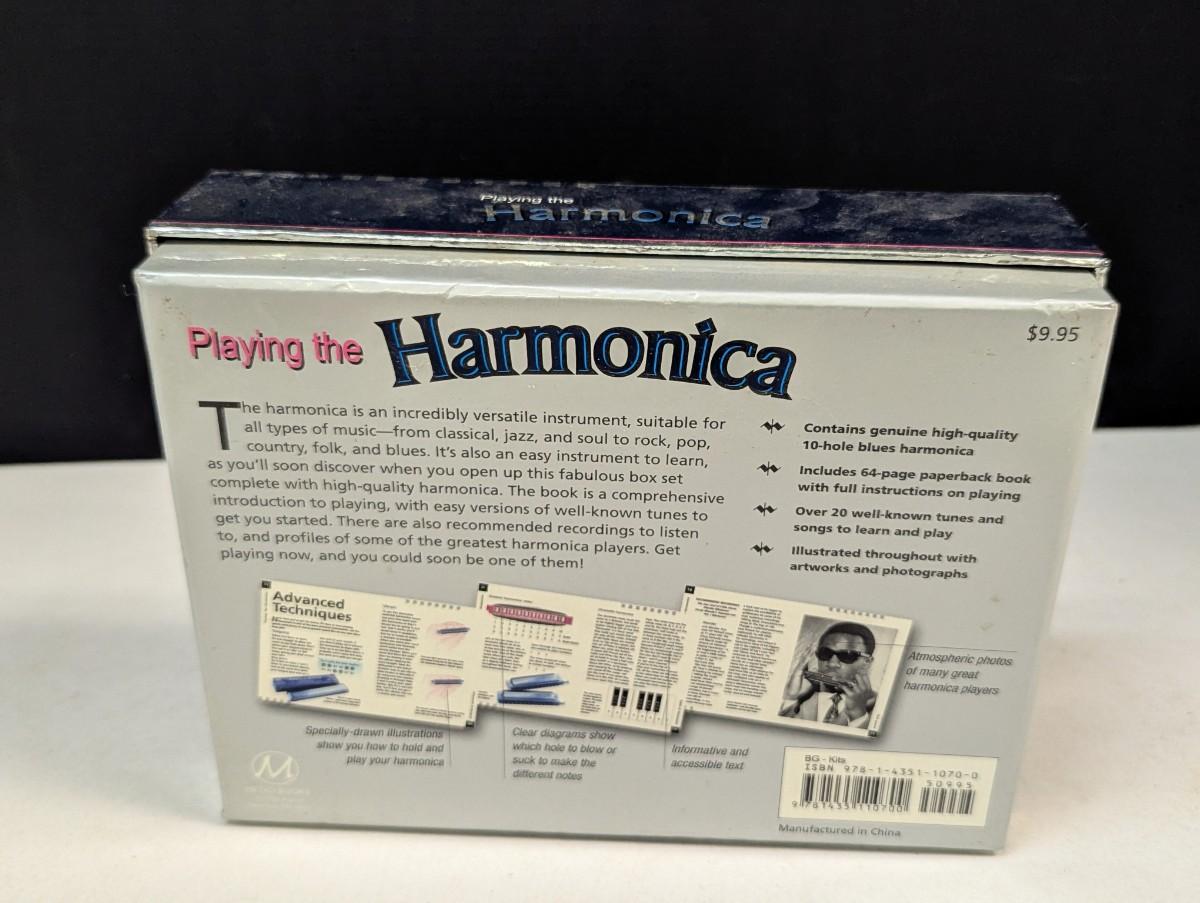 Playing the
Harmonica
Playing the Harmonica
$9.95
The harmonica is an incredibly versatile instrument, suitable for
all types of music—from classical, jazz, and soul to rock, pop,
country, folk, and blues. It's also an easy instrument to learn,
as you'll soon discover when you open up this fabulous box set
complete with high-quality harmonica. The book is a comprehensive
introduction to playing, with easy versions of well-known tunes to
get you started. There are also recommended recordings to listen
to, and profiles of some of the greatest harmonica players. Get
playing now, and you could soon be one of them!
Contains genuine high-quality
10-hole blues harmonica
Includes 64-page paperback book
with full instructions on playing
Over 20 well-known tunes and
songs to learn and play
Illustrated throughout with
artworks and photographs
Advanced
Techniques
Atmospheric photos
of many great
harmonica players
Specially-drawn illustrations
show you how to hold and
play your harmonica
Clear diagrams show
which hole to blow or
suck to make the
different notes
Informative and
accessible text
M
BG - Kits
ISBN 978-1-4351-1070-0
50995
9 781435 110700
Manufactured in China